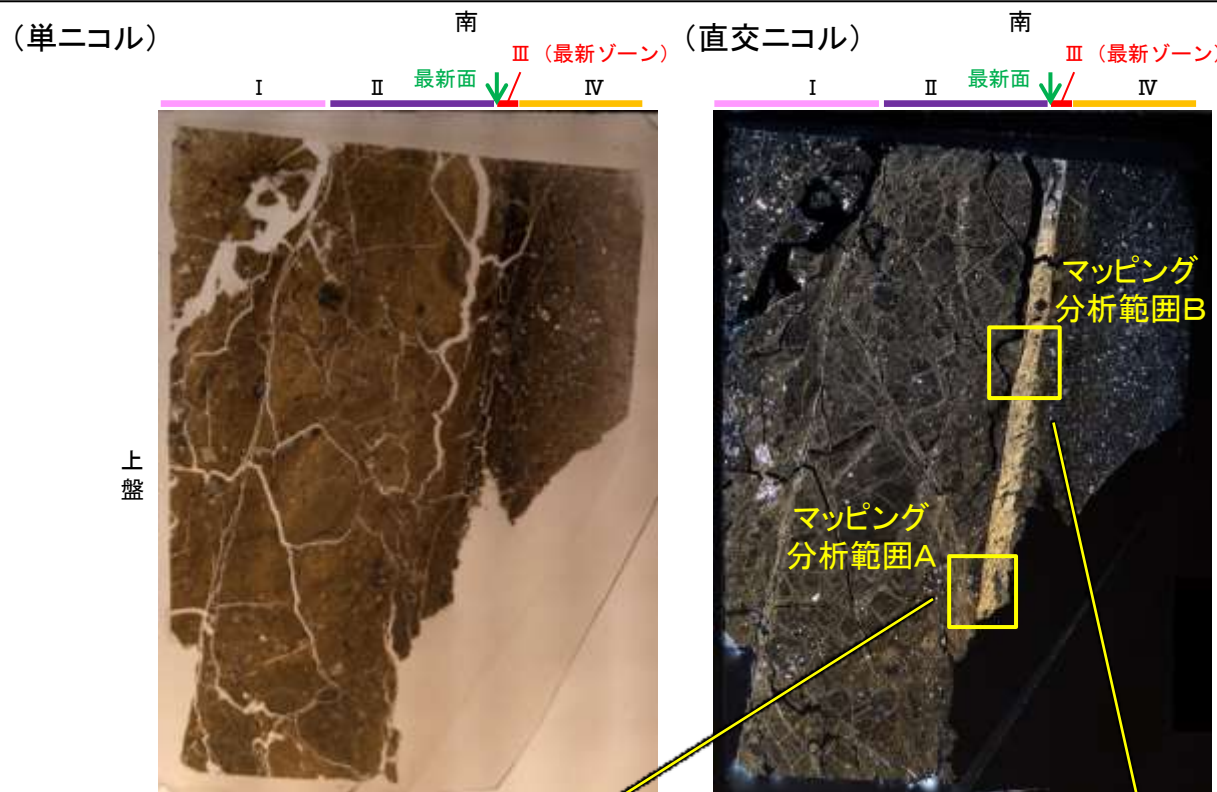 (単ニコル)
南
Ⅲ(最新ゾーン)
最新面
Ⅰ
Ⅱ
Ⅳ
上盤
(直交ニコル)
南
Ⅲ(最新ゾーン)
最新面
Ⅰ
Ⅱ
Ⅳ
マッピング
分析範囲B
マッピング
分析範囲A